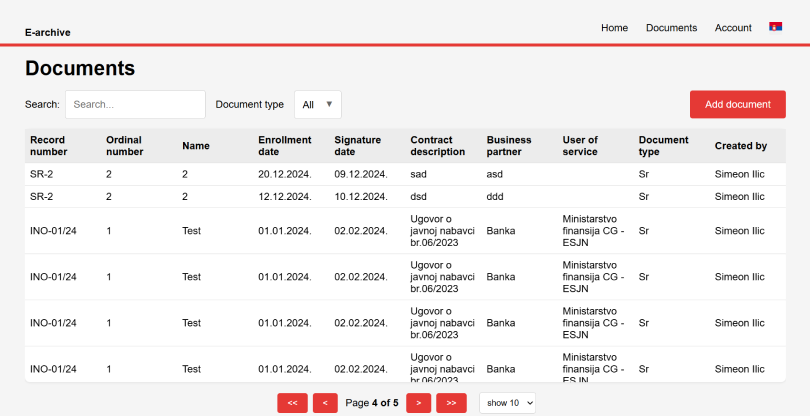 E-archive
Home Documents Account
Documents
Search: Search... Document type All ▼ Add document
Record number Ordinal number Name Enrollment date Signature date Contract description Business partner User of service Document type Created by
SR-2 2 2 20.12.2024. 09.12.2024. sad asd Sr Simeon Ilic
SR-2 2 2 12.12.2024. 10.12.2024. dsd ddd Sr Simeon Ilic
INO-01/24 1 Test 01.01.2024. 02.02.2024. Ugovor o javnoj nabavci br.06/2023 Banka Ministarstvo finansija CG - ESJN Sr Simeon Ilic
INO-01/24 1 Test 01.01.2024. 02.02.2024. Ugovor o javnoj nabavci br.06/2023 Banka Ministarstvo finansija CG - ESJN Sr Simeon Ilic
INO-01/24 1 Test 01.01.2024. 02.02.2024. Ugovor o javnoj nabavci br.06/2023 Banka Ministarstvo finansija CG - ESJN Sr Simeon Ilic
INO-01/24 1 Test 01.01.2024. 02.02.2024. Ugovor o javnoj nabavci br.06/2023 Banka Ministarstvo finansija CG - ESJN Sr Simeon Ilic
<< < Page 4 of 5 > >> show 10